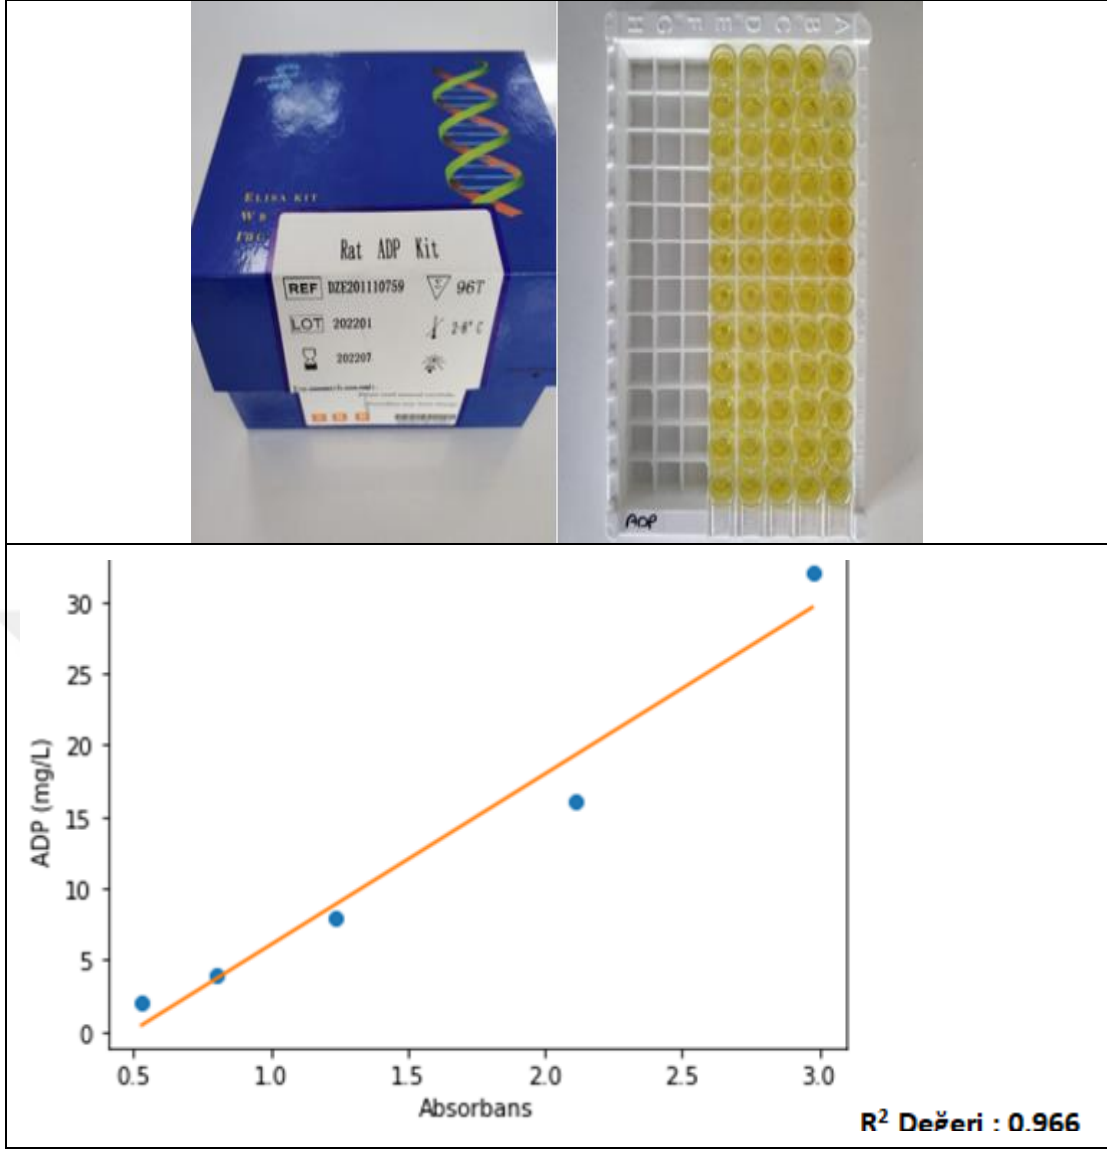 ELISA KIT
Rat ADP Kit
REF DZE201110759 Σ 96T
LOT 202201 2-8° C
202207
H G F E D C B A
ADP
30
25
20
15
10
5
0
ADP (mg/L)
0.5 1.0 1.5 2.0 2.5 3.0
Absorbans
R² Değeri : 0.966